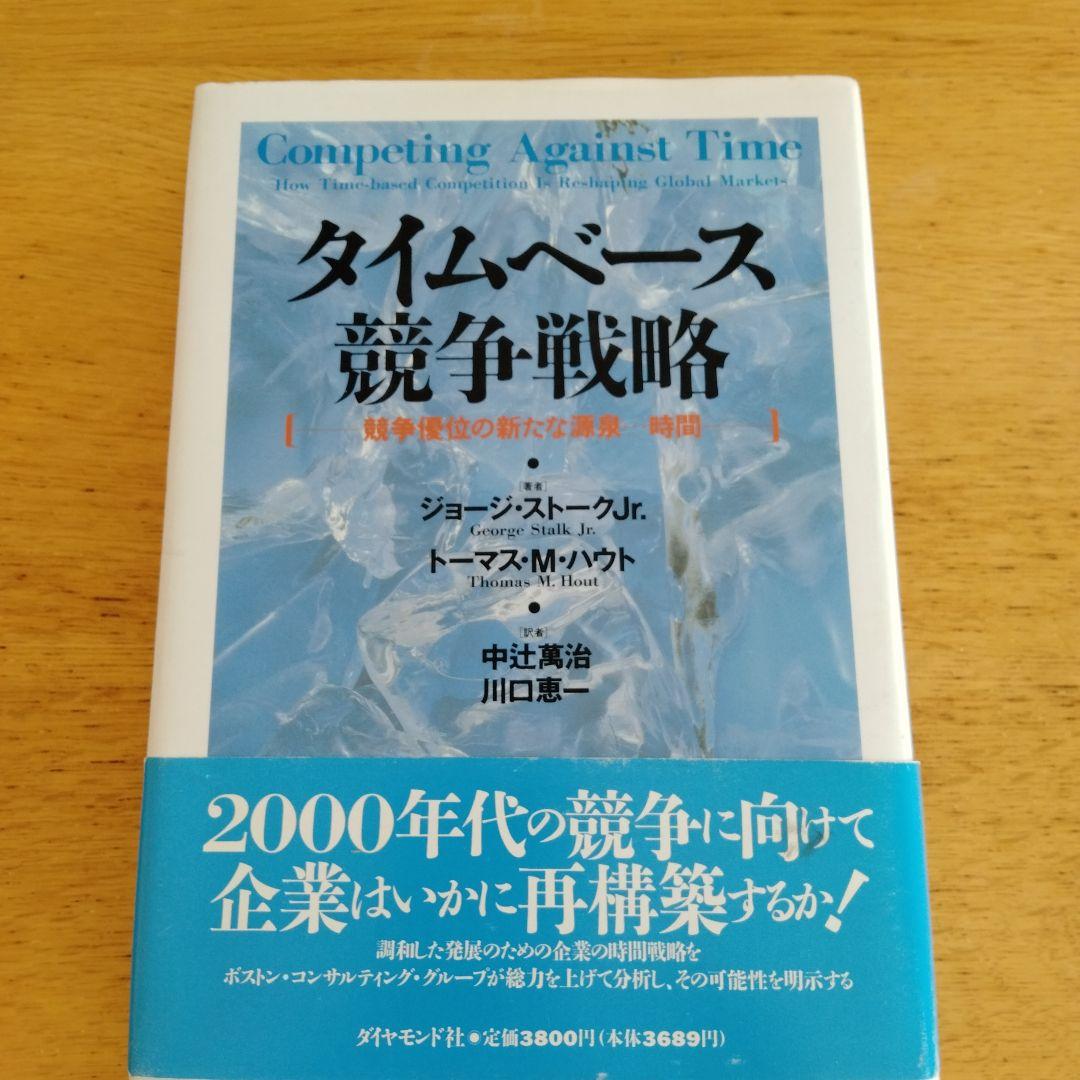 Competing Against Time
How Time-based Competition Is Reshaping Global Markets
タイムベース
競争戦略
[——競争優位の新たな源泉…時間——]
●
[著者]
ジョージ・ストークJr.
George Stalk Jr.
トーマス・M・ハウト
Thomas M. Hout
●
[訳者]
中辻萬治
川口恵一
2000年代の競争に向けて
企業はいかに再構築するか!
調和した発展のための企業の時間戦略を
ボストン・コンサルティング・グループが総力を上げて分析し、その可能性を明示する
ダイヤモンド社●定価3800円(本体3689円)